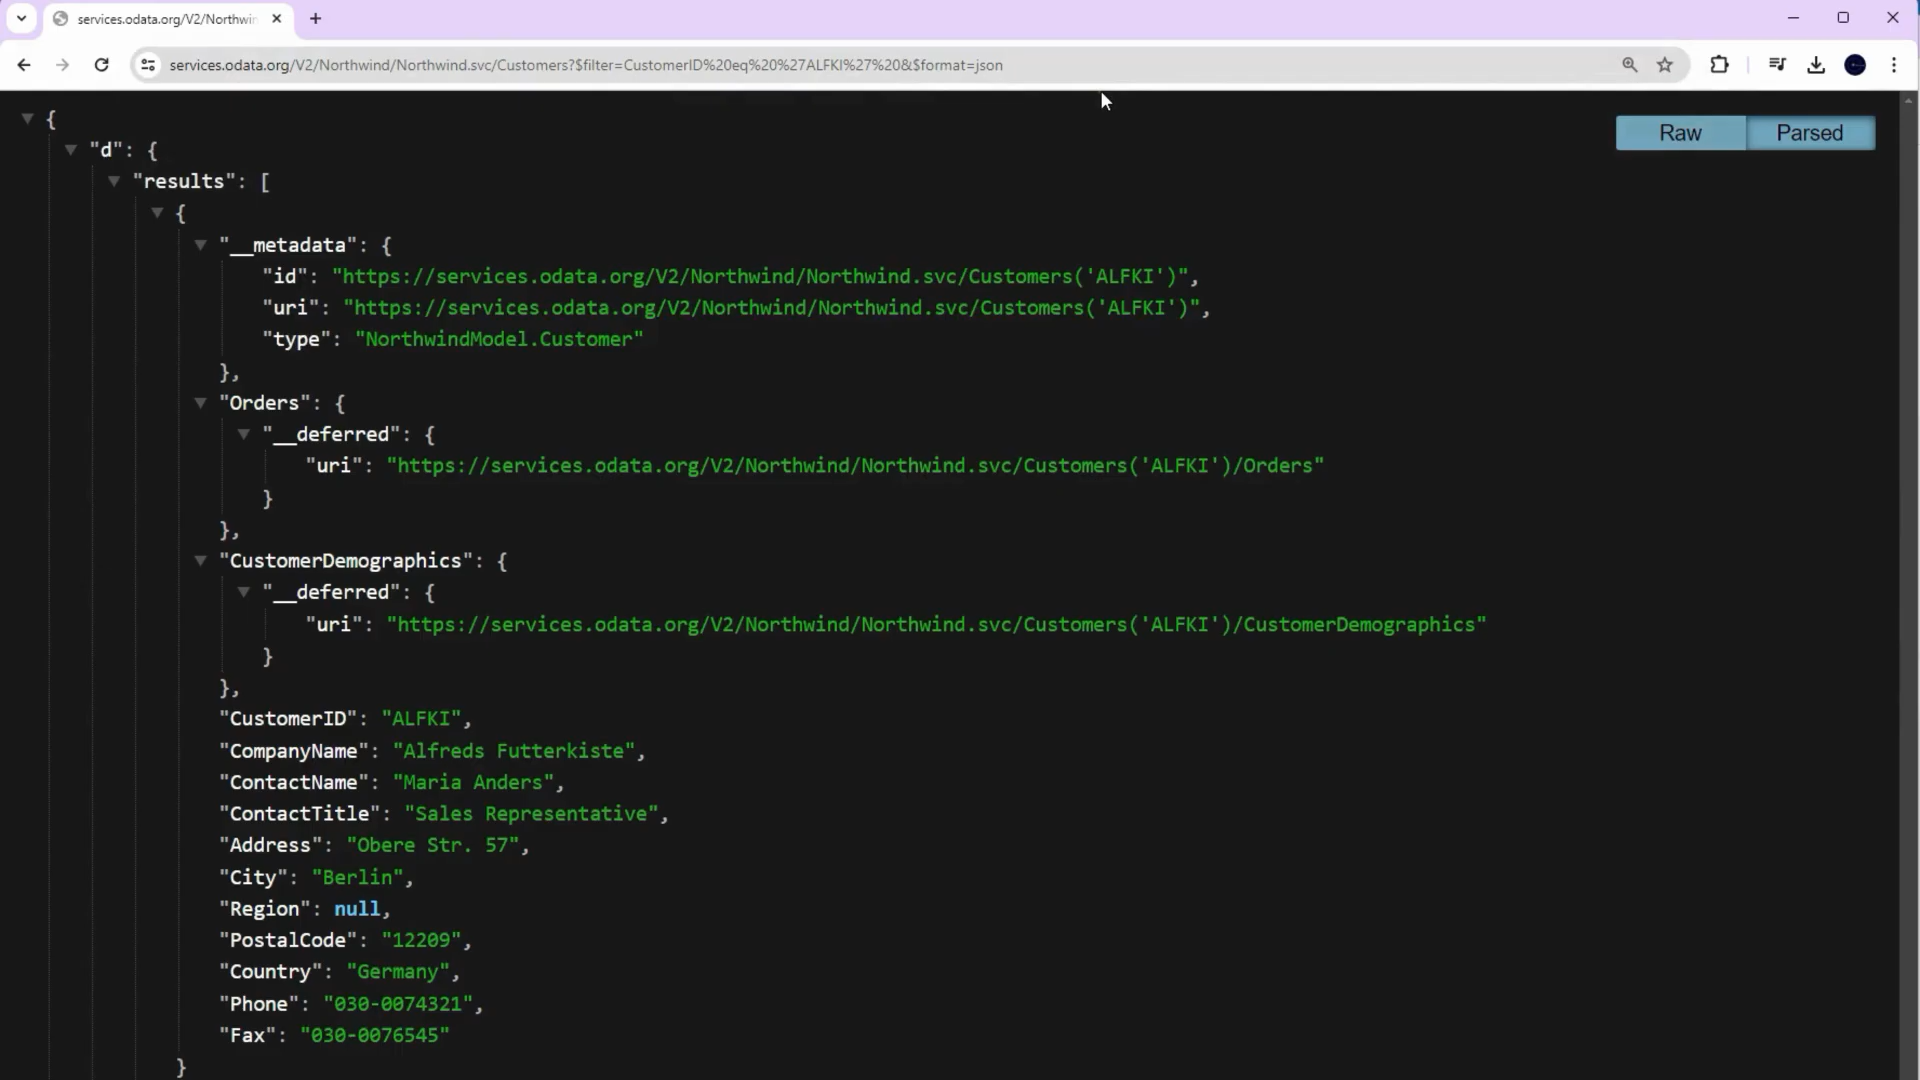 services.odata.org/V2/Northwin
services.odata.org/V2/Northwind/Northwind.svc/Customers?$filter=CustomerID%20eq%20%27ALFKI%27%20&$format=json
Raw
Parsed
{
"d": {
"results": [
{
"__metadata": {
"id": "https://services.odata.org/V2/Northwind/Northwind.svc/Customers('ALFKI')",
"uri": "https://services.odata.org/V2/Northwind/Northwind.svc/Customers('ALFKI')",
"type": "NorthwindModel.Customer"
},
"Orders": {
"__deferred": {
"uri": "https://services.odata.org/V2/Northwind/Northwind.svc/Customers('ALFKI')/Orders"
}
},
"CustomerDemographics": {
"__deferred": {
"uri": "https://services.odata.org/V2/Northwind/Northwind.svc/Customers('ALFKI')/CustomerDemographics"
}
},
"CustomerID": "ALFKI",
"CompanyName": "Alfreds Futterkiste",
"ContactName": "Maria Anders",
"ContactTitle": "Sales Representative",
"Address": "Obere Str. 57",
"City": "Berlin",
"Region": null,
"PostalCode": "12209",
"Country": "Germany",
"Phone": "030-0074321",
"Fax": "030-0076545"
}